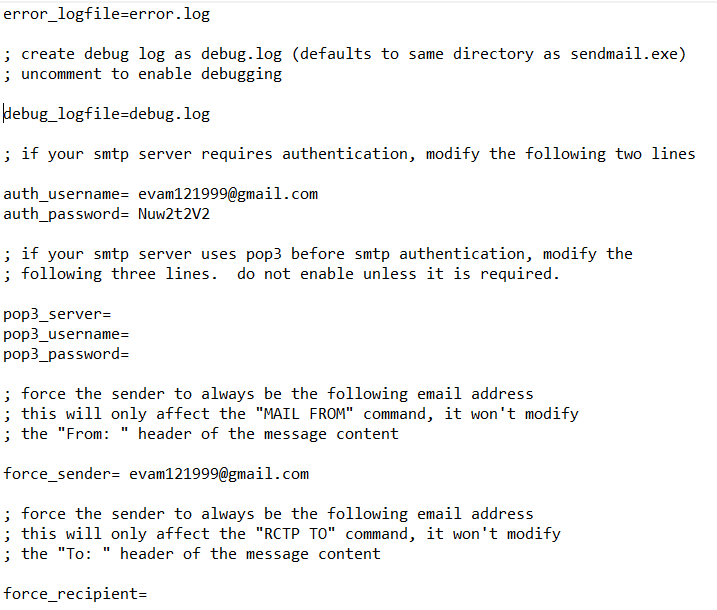 error_logfile=error.log
; create debug log as debug.log (defaults to same directory as sendmail.exe)
; uncomment to enable debugging
debug_logfile=debug.log
; if your smtp server requires authentication, modify the following two lines
auth_username= evam121999@gmail.com
auth_password= Nuw2t2V2
; if your smtp server uses pop3 before smtp authentication, modify the
; following three lines.  do not enable unless it is required.
pop3_server=
pop3_username=
pop3_password=
; force the sender to always be the following email address
; this will only affect the "MAIL FROM" command, it won't modify
; the "From: " header of the message content
force_sender= evam121999@gmail.com
; force the sender to always be the following email address
; this will only affect the "RCTP TO" command, it won't modify
; the "To: " header of the message content
force_recipient=